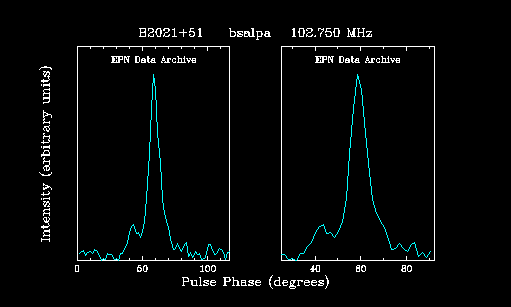 B2021+51 bsalpa 102.750 MHz
EPN Data Archive EPN Data Archive
Intensity (arbitrary units)
0 50 100 40 60 80
Pulse Phase (degrees)